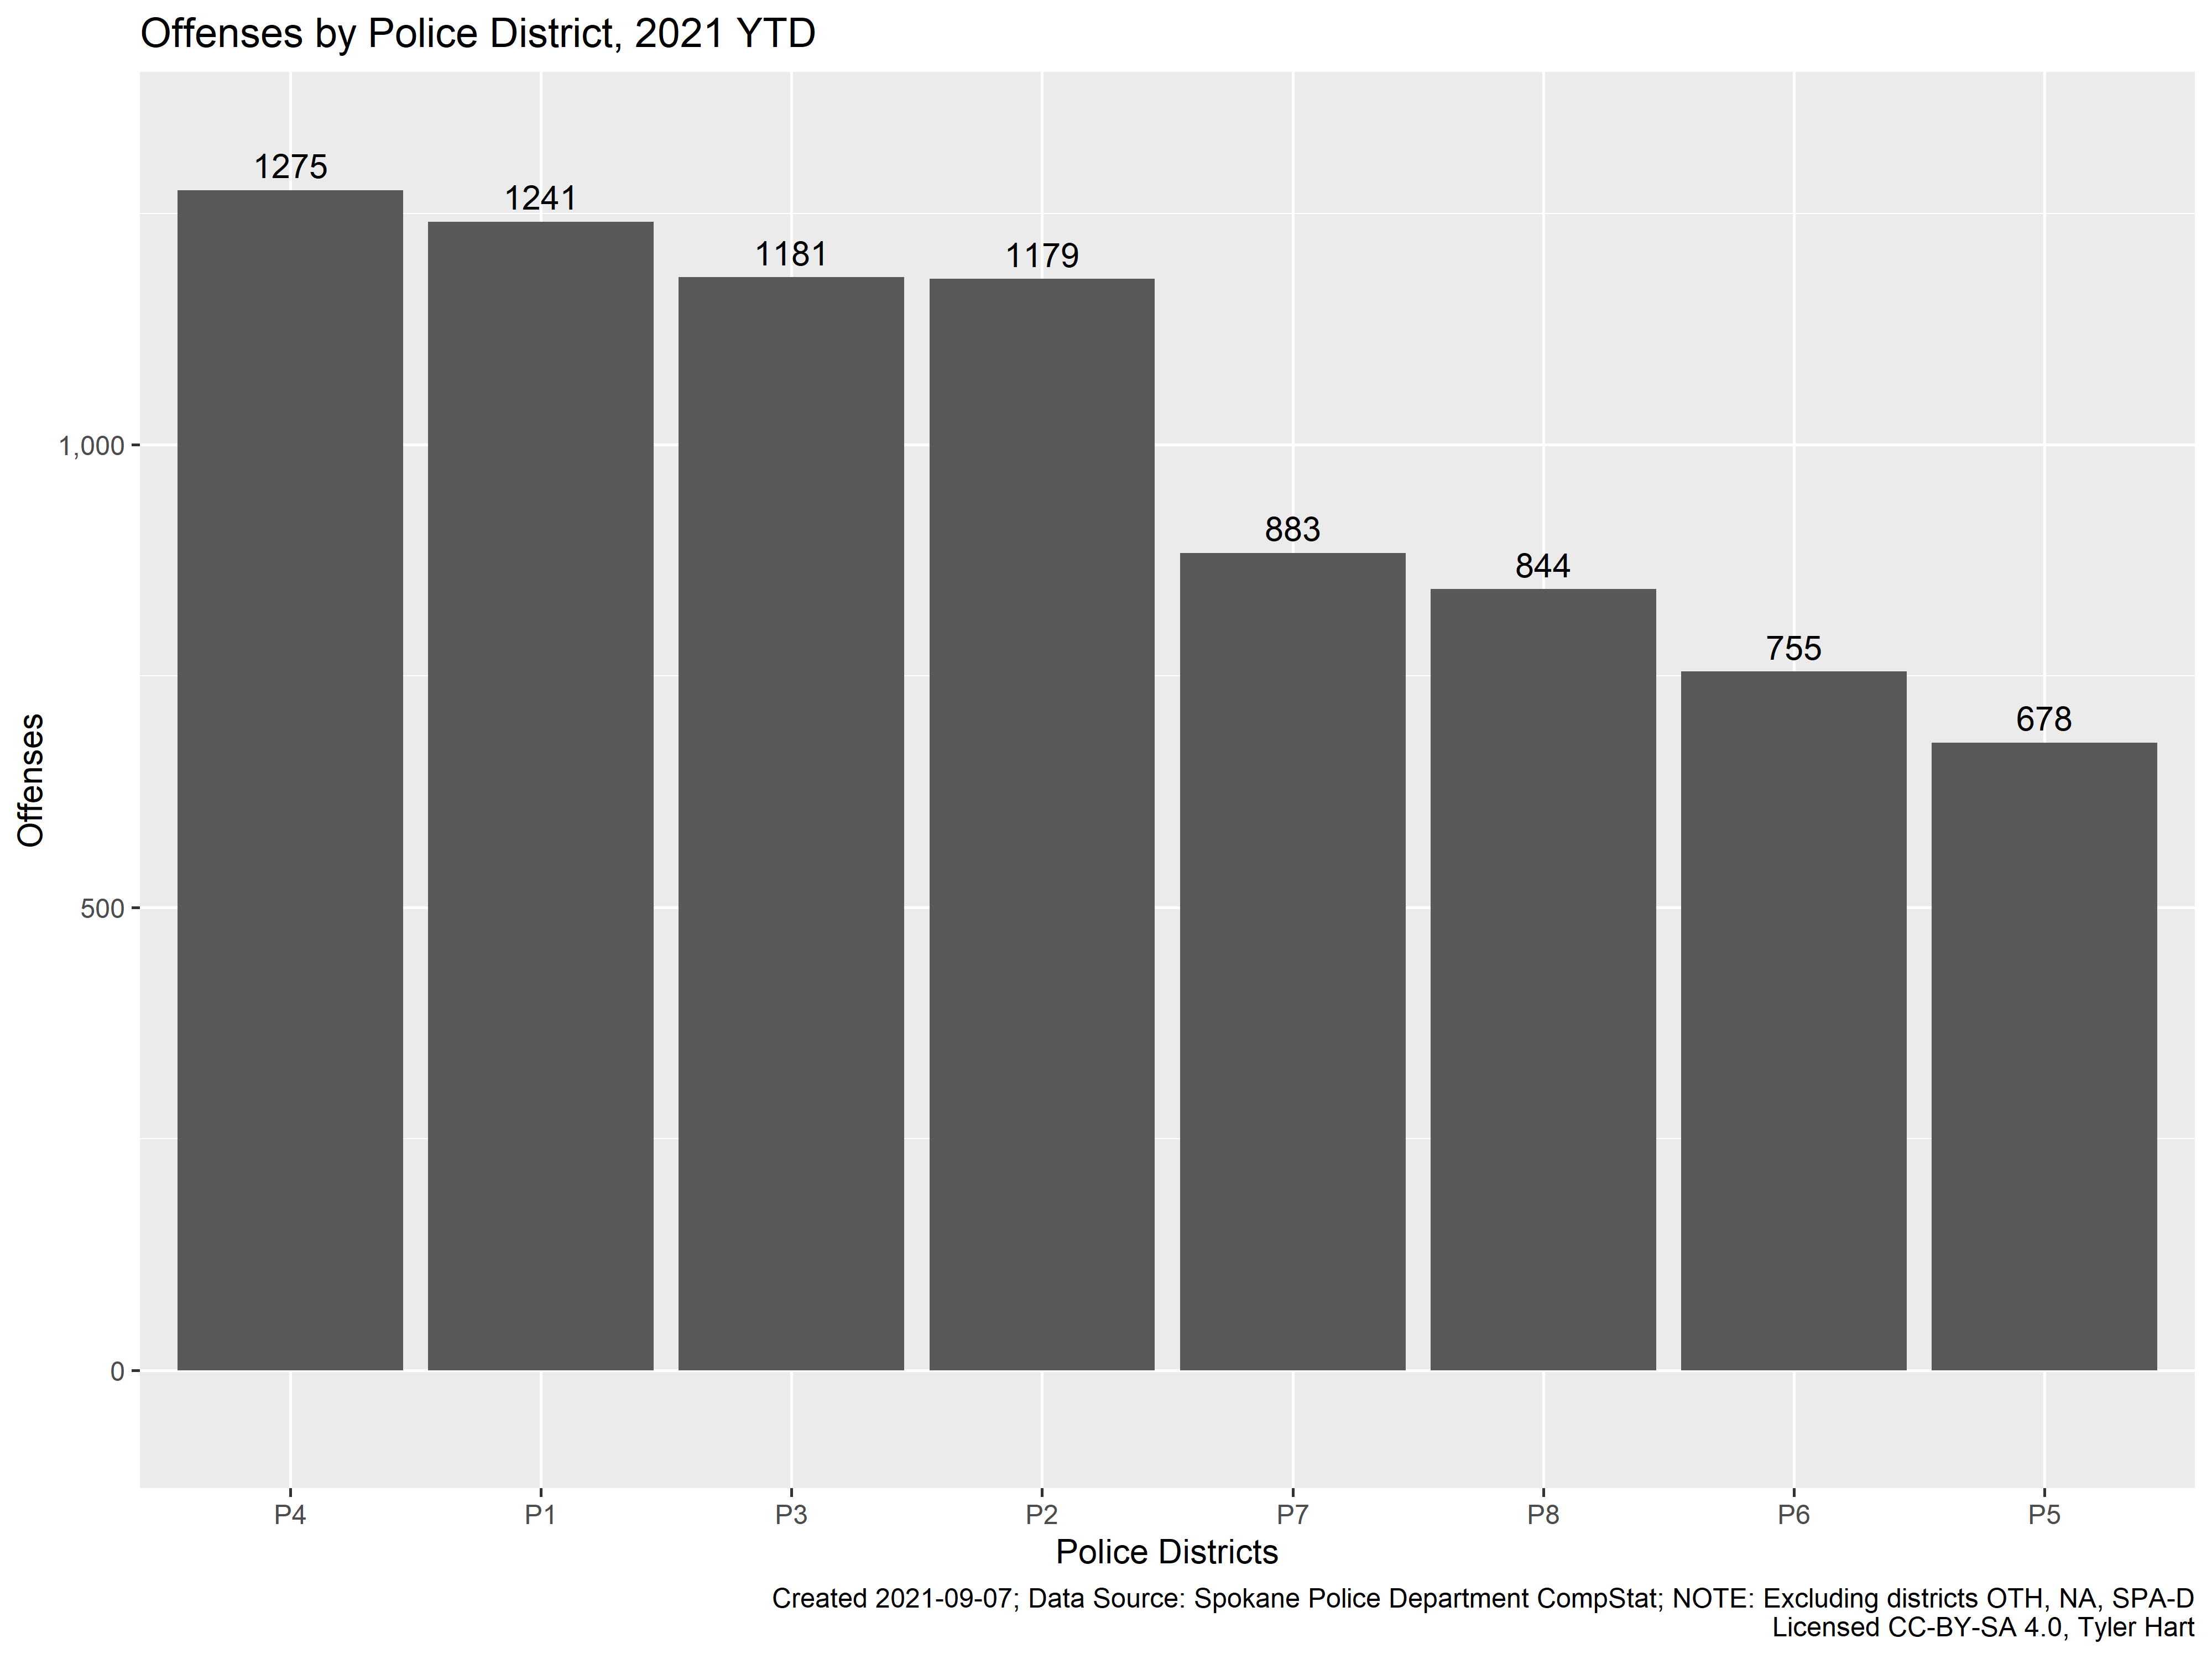 Offenses by Police District, 2021 YTD
1275
1241
1181
1179
883
844
755
678
1,000
500
0
Offenses
P4 P1 P3 P2 P7 P8 P6 P5
Police Districts
Created 2021-09-07; Data Source: Spokane Police Department CompStat; NOTE: Excluding districts OTH, NA, SPA-D
Licensed CC-BY-SA 4.0, Tyler Hart